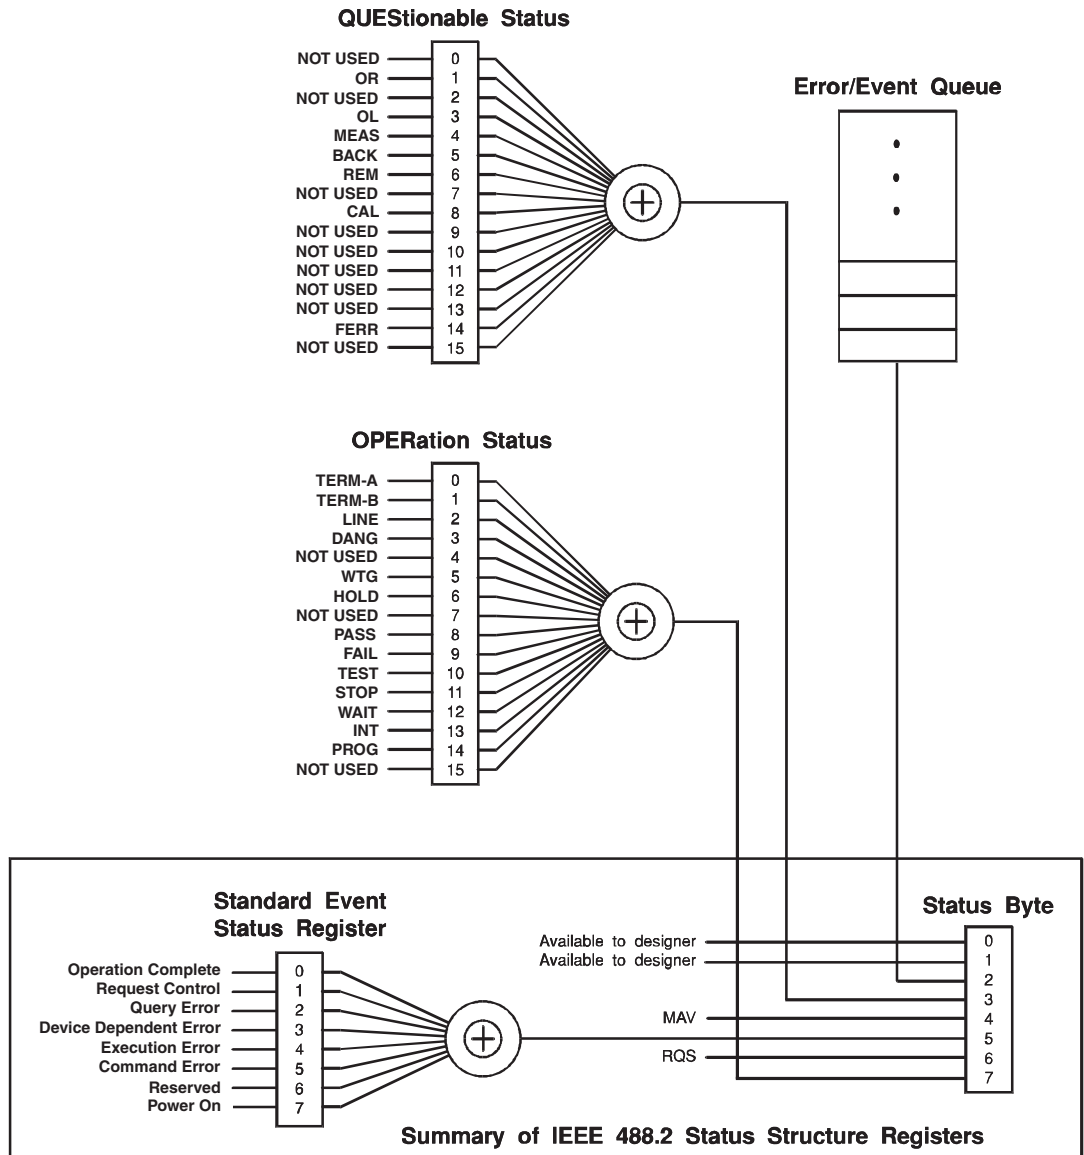 QUEStionable Status
NOT USED 0
OR 1
NOT USED 2
OL 3
MEAS 4
BACK 5
REM 6
NOT USED 7
CAL 8
NOT USED 9
NOT USED 10
NOT USED 11
NOT USED 12
NOT USED 13
FERR 14
NOT USED 15
Error/Event Queue
OPERation Status
TERM-A 0
TERM-B 1
LINE 2
DANG 3
NOT USED 4
WTG 5
HOLD 6
NOT USED 7
PASS 8
FAIL 9
TEST 10
STOP 11
WAIT 12
INT 13
PROG 14
NOT USED 15
Standard Event
Status Register
Operation Complete 0
Request Control 1
Query Error 2
Device Dependent Error 3
Execution Error 4
Command Error 5
Reserved 6
Power On 7
Status Byte
Available to designer 0
Available to designer 1
2
3
MAV 4
5
RQS 6
7
Summary of IEEE 488.2 Status Structure Registers